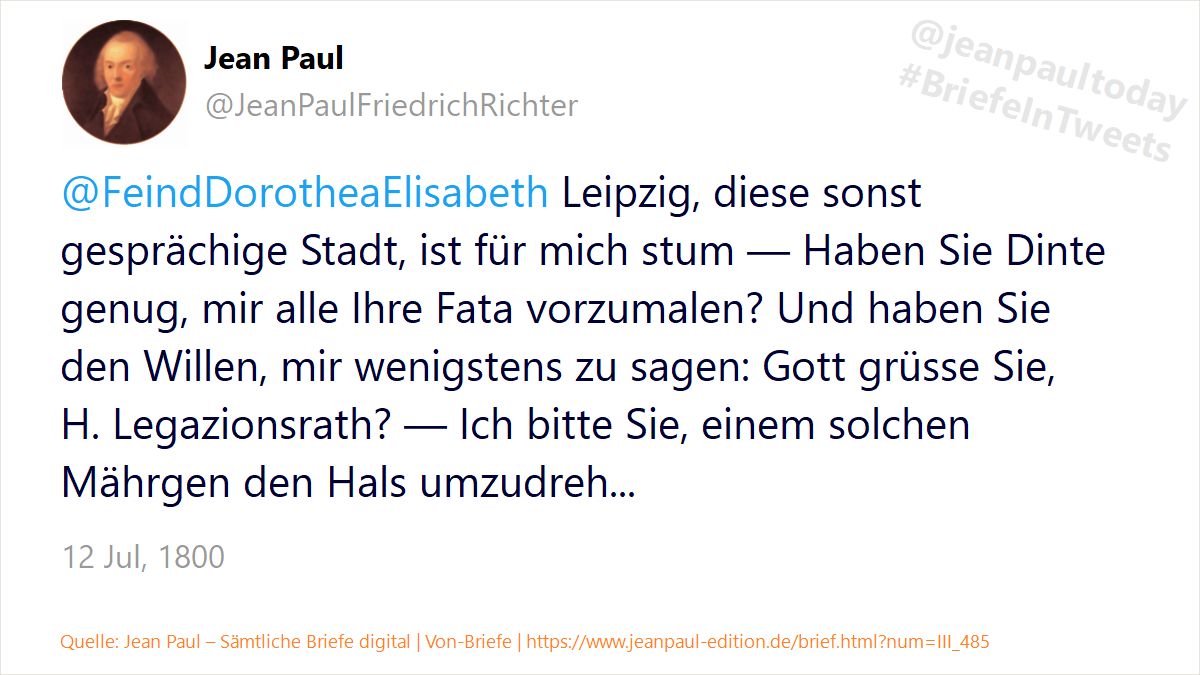 Jean Paul
@JeanPaulFriedrichRichter
@jeanpaultoday
#BriefeInTweets
@FeindDorotheaElisabeth Leipzig, diese sonst
gesprächige Stadt, ist für mich stum — Haben Sie Dinte
genug, mir alle Ihre Fata vorzumalen? Und haben Sie
den Willen, mir wenigstens zu sagen: Gott grüsse Sie,
H. Legazionsrath? — Ich bitte Sie, einem solchen
Mährgen den Hals umzudreh...
12 Jul, 1800
Quelle: Jean Paul – Sämtliche Briefe digital | Von-Briefe | https://www.jeanpaul-edition.de/brief.html?num=III_485